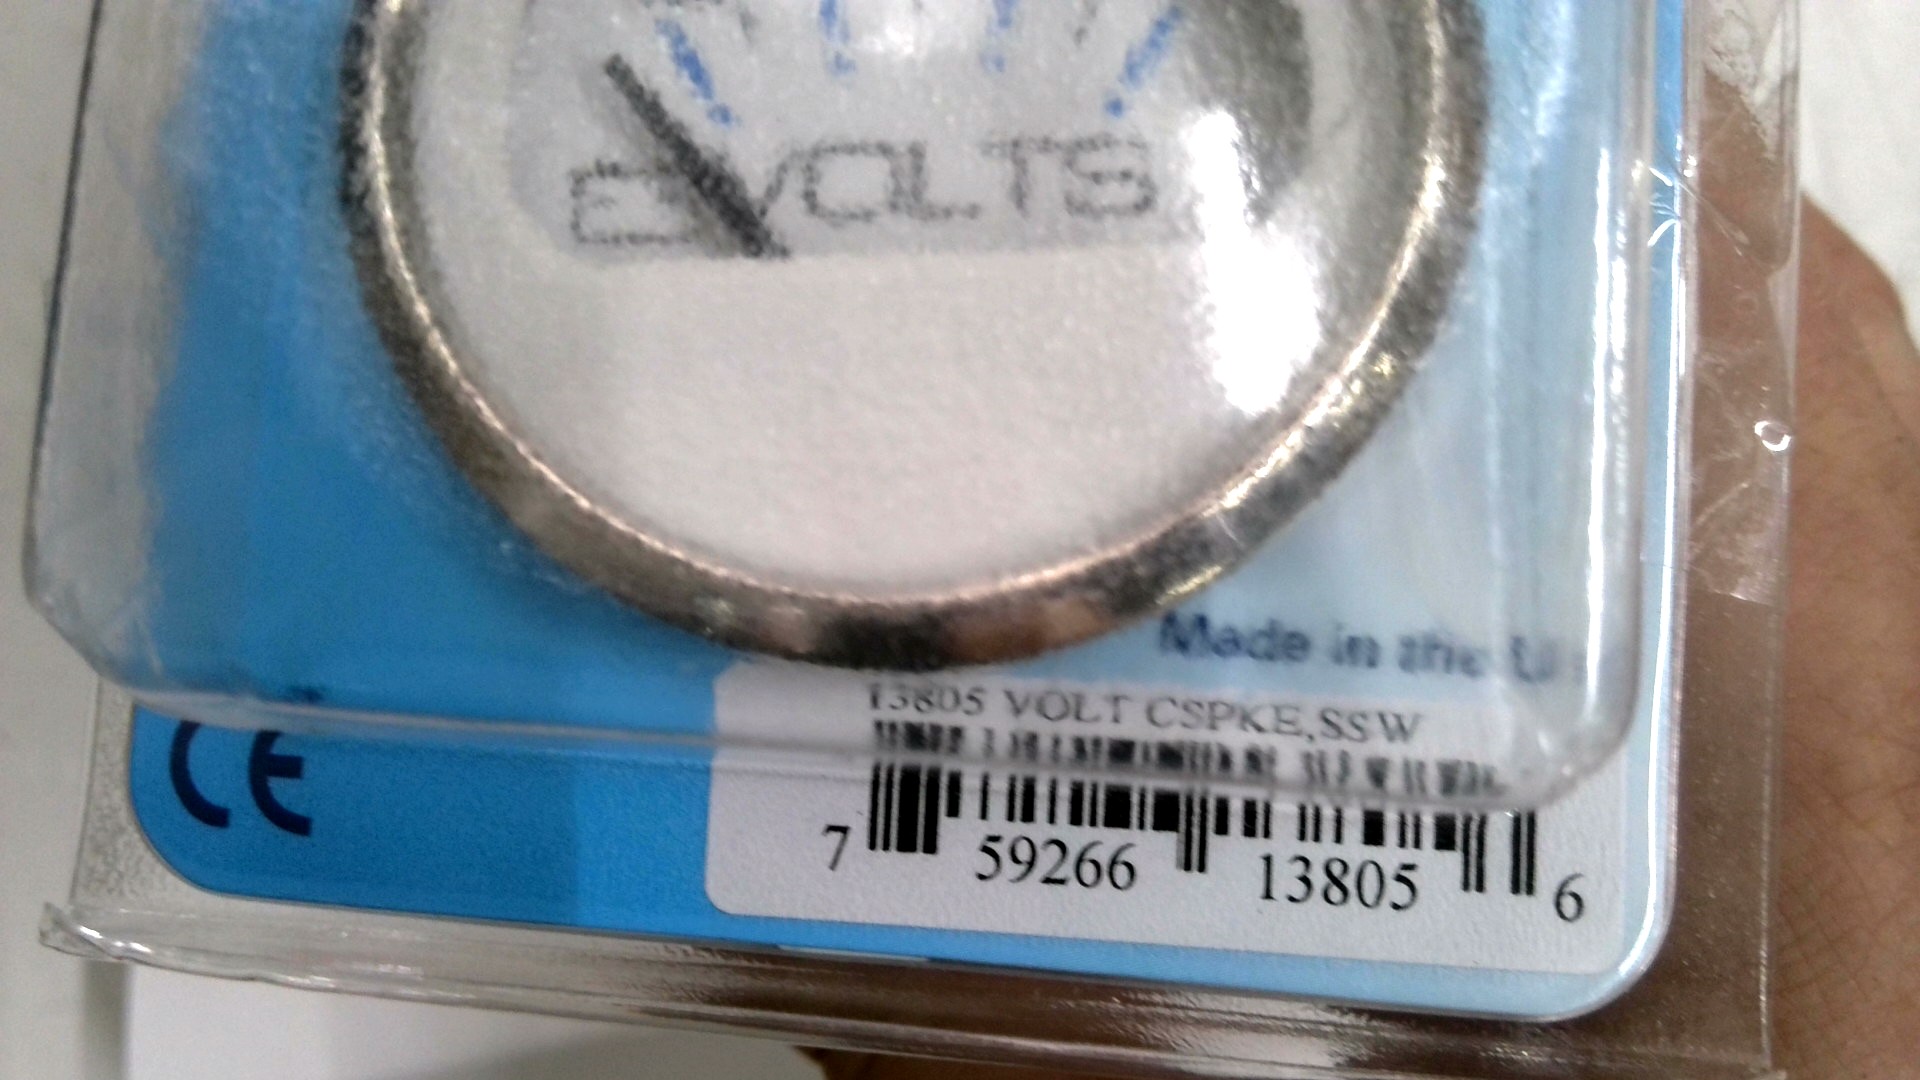 VOLTS
Made in the U
13805 VOLT CSPKE,SSW
CE
7 59266 13805 6